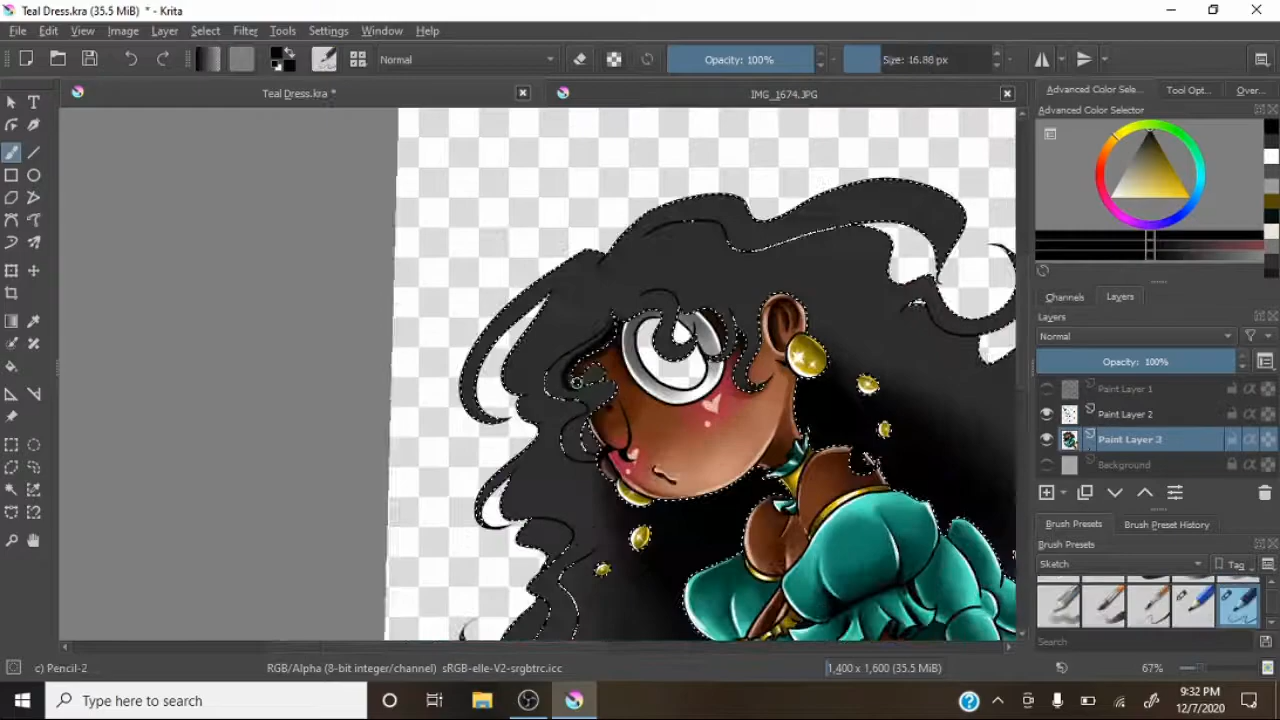 Teal Dress.kra (35.5 MiB) * - Krita
File Edit View Image Layer Select Filter Tools Settings Window Help
Normal
Opacity: 100%
Size: 16.88 px
Teal Dress.kra *
IMG_1674.JPG
Advanced Color Sele...
Tool Opt...
Over...
Advanced Color Selector
Channels
Layers
Layers
Normal
Opacity: 100%
Paint Layer 1
Paint Layer 2
Paint Layer 3
Background
Brush Presets
Brush Preset History
Brush Presets
Sketch
Tag
Search
c) Pencil-2
RGB/Alpha (8-bit integer/channel) sRGB-elle-V2-srgbtrc.icc
1,400 x 1,600 (35.5 MiB)
67%
Type here to search
9:32 PM
12/7/2020